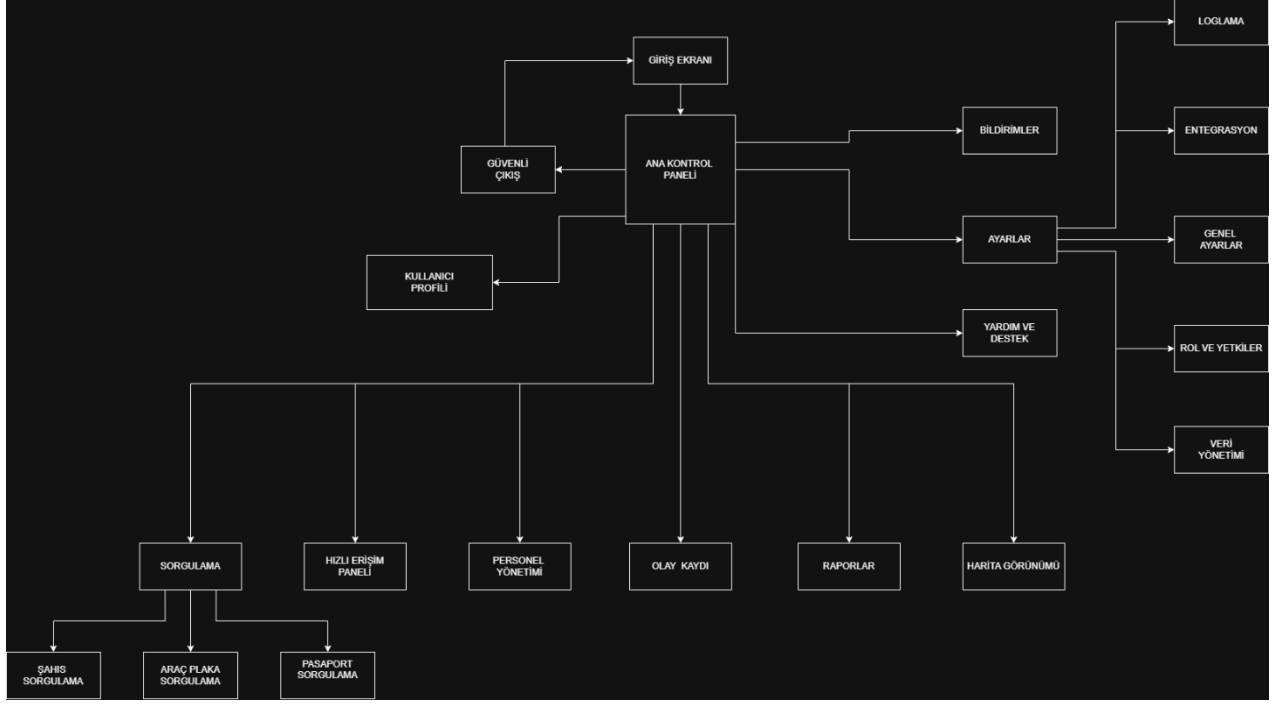 LOGLAMA
GİRİŞ EKRANI
BİLDİRİMLER
ENTEGRASYON
GÜVENLİ
ÇIKIŞ
ANA KONTROL
PANELİ
AYARLAR
GENEL
AYARLAR
KULLANICI
PROFİLİ
YARDIM VE
DESTEK
ROL VE YETKİLER
VERİ
YÖNETİMİ
SORGULAMA
HIZLI ERİŞİM
PANELİ
PERSONEL
YÖNETİMİ
OLAY KAYDI
RAPORLAR
HARİTA GÖRÜNÜMÜ
ŞAHIS
SORGULAMA
ARAÇ PLAKA
SORGULAMA
PASAPORT
SORGULAMA